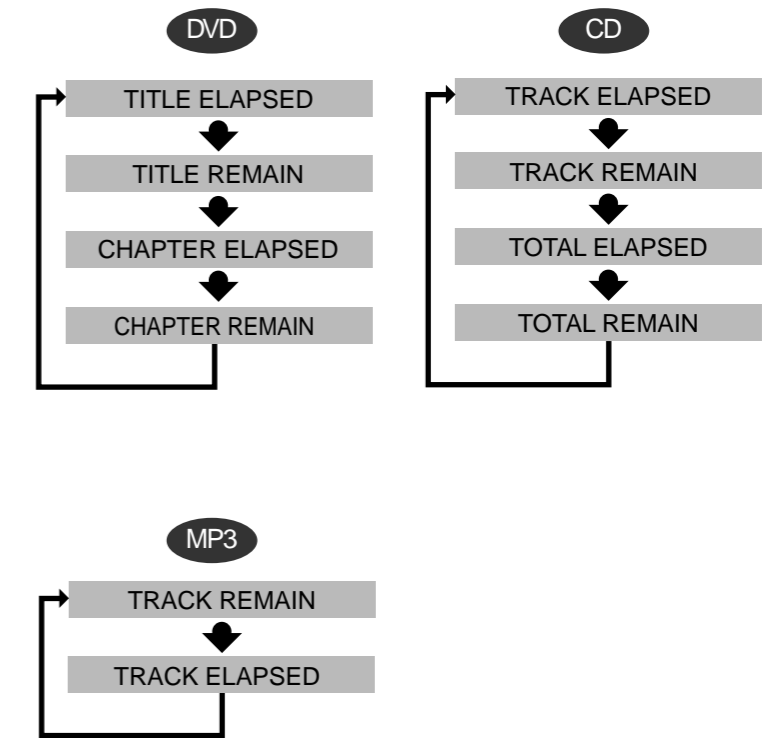 DVD
TITLE ELAPSED
TITLE REMAIN
CHAPTER ELAPSED
CHAPTER REMAIN
CD
TRACK ELAPSED
TRACK REMAIN
TOTAL ELAPSED
TOTAL REMAIN
MP3
TRACK REMAIN
TRACK ELAPSED